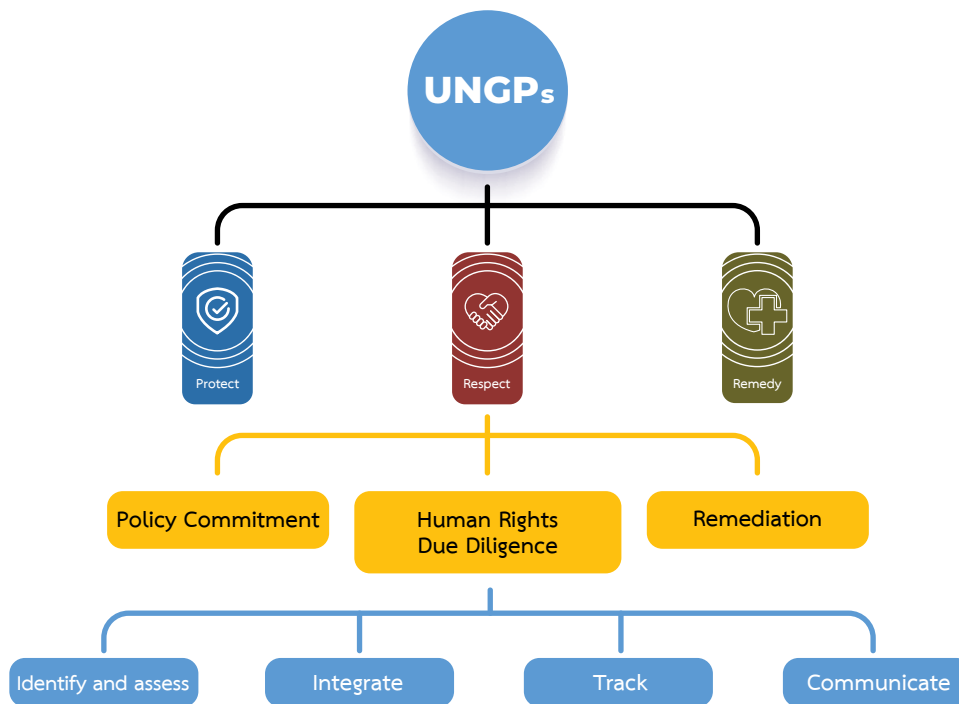 UNGPs
Protect
Respect
Remedy
Policy Commitment
Human Rights
Due Diligence
Remediation
Identify and assess
Integrate
Track
Communicate